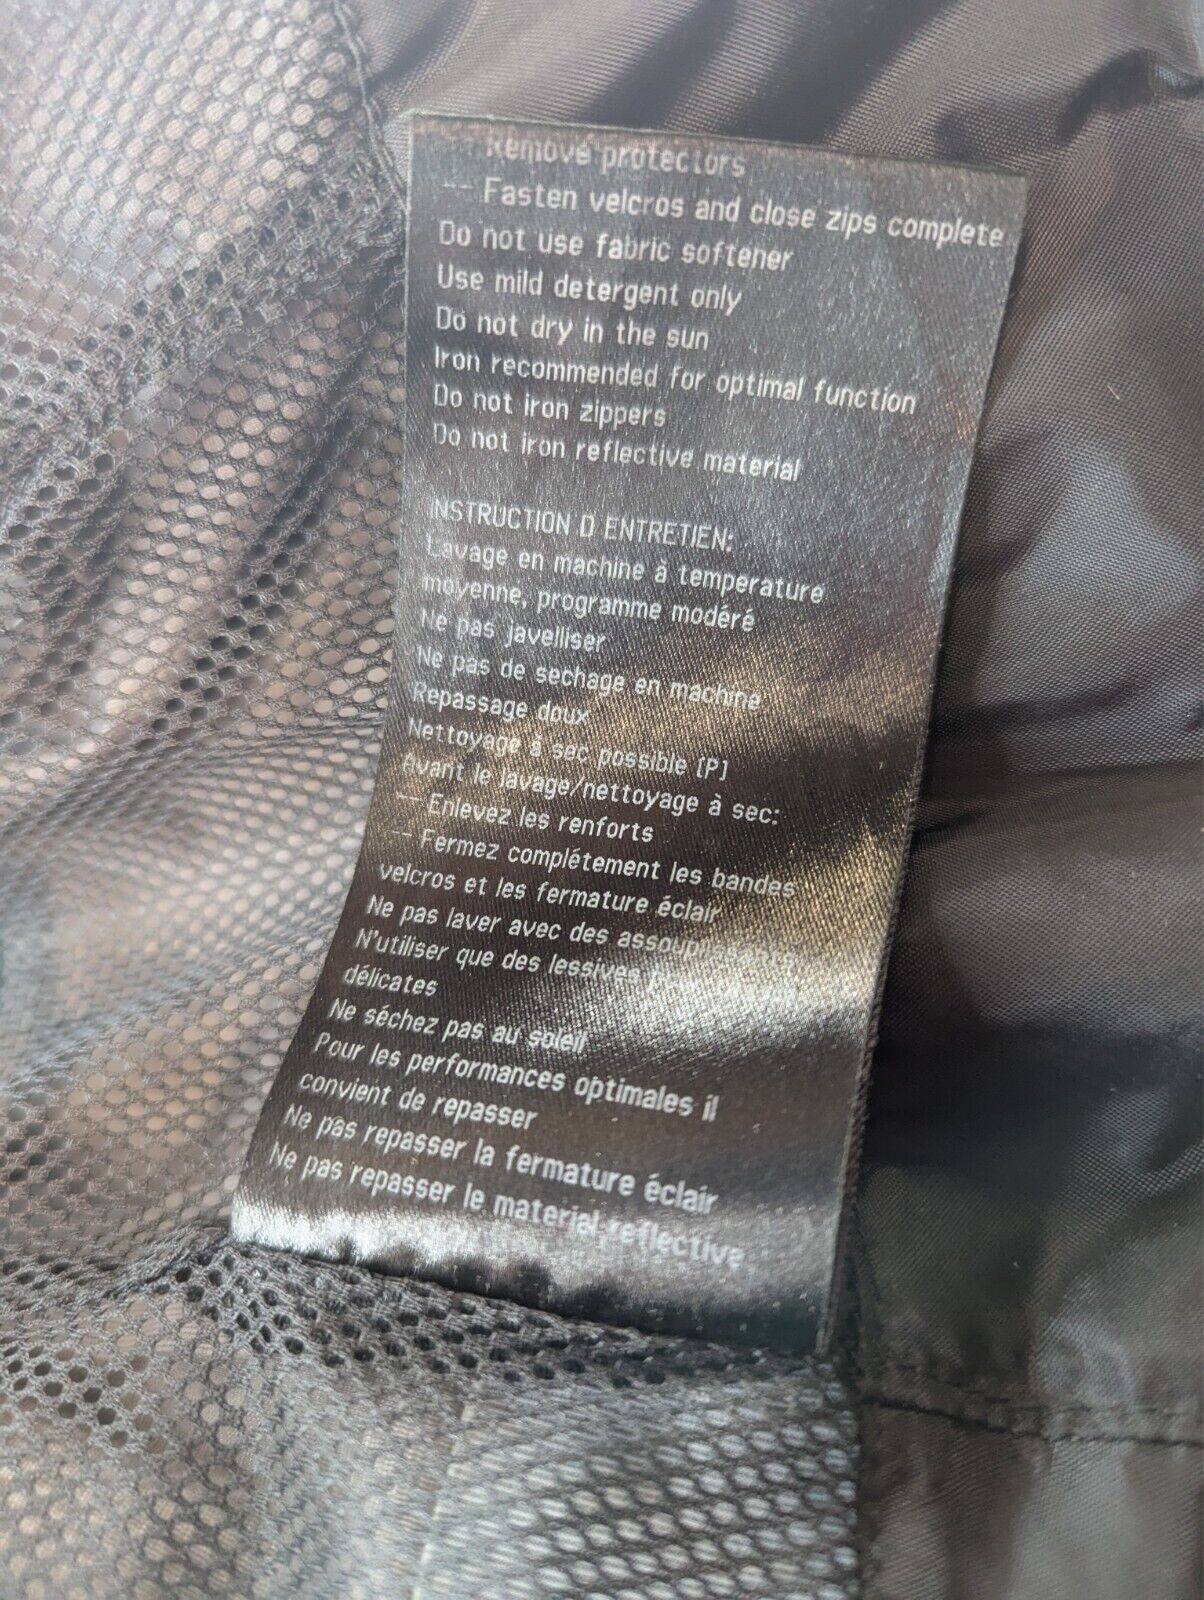 -- Remove protectors
-- Fasten velcros and close zips complete
Do not use fabric softener
Use mild detergent only
Do not dry in the sun
Iron recommended for optimal function
Do not iron zippers
Do not iron reflective material
INSTRUCTION D ENTRETIEN:
Lavage en machine à température
moyenne, programme modéré
Ne pas javelliser
Ne pas de sechage en machine
Repassage doux
Nettoyage à sec possible [P]
Avant le lavage/nettoyage à sec:
-- Enlevez les renforts
-- Fermez complétement les bandes
velcros et les fermature éclair
Ne pas laver avec des assouplissants
N'utiliser que des lessives
délicates
Ne séchez pas au soleil
Pour les performances optimales il
convient de repasser
Ne pas repasser la fermature éclair
Ne pas repasser le material reflective